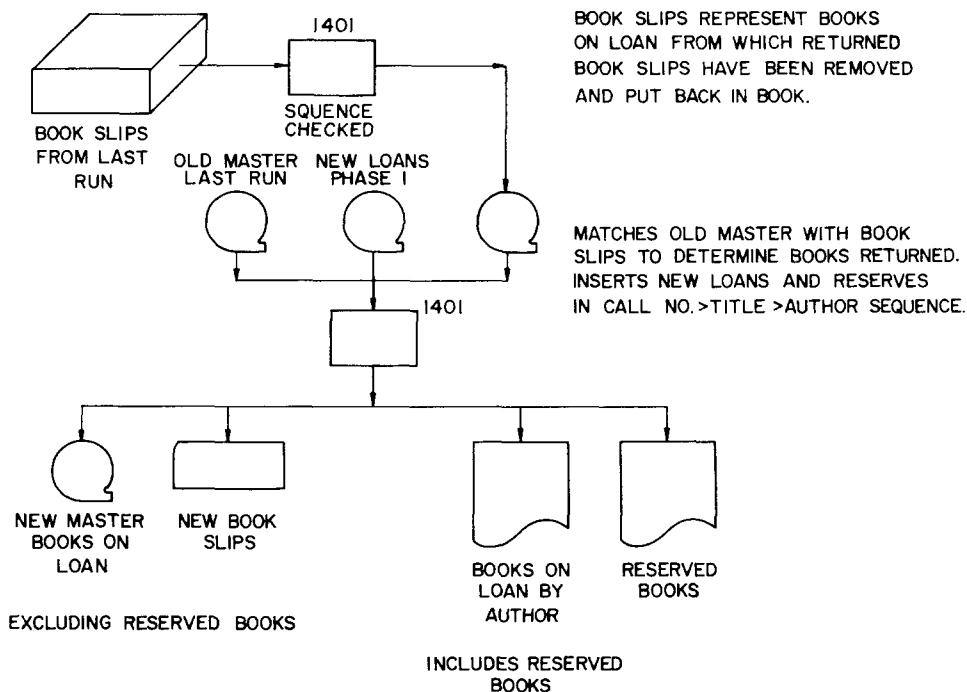 1401
BOOK SLIPS REPRESENT BOOKS
ON LOAN FROM WHICH RETURNED
BOOK SLIPS HAVE BEEN REMOVED
AND PUT BACK IN BOOK.
SQUENCE
CHECKED
BOOK SLIPS
FROM LAST
RUN
OLD MASTER
LAST RUN
NEW LOANS
PHASE I
MATCHES OLD MASTER WITH BOOK
SLIPS TO DETERMINE BOOKS RETURNED.
INSERTS NEW LOANS AND RESERVES
IN CALL NO.>TITLE >AUTHOR SEQUENCE.
1401
NEW MASTER
BOOKS ON
LOAN
NEW BOOK
SLIPS
BOOKS ON
LOAN BY
AUTHOR
RESERVED
BOOKS
EXCLUDING RESERVED BOOKS
INCLUDES RESERVED
BOOKS